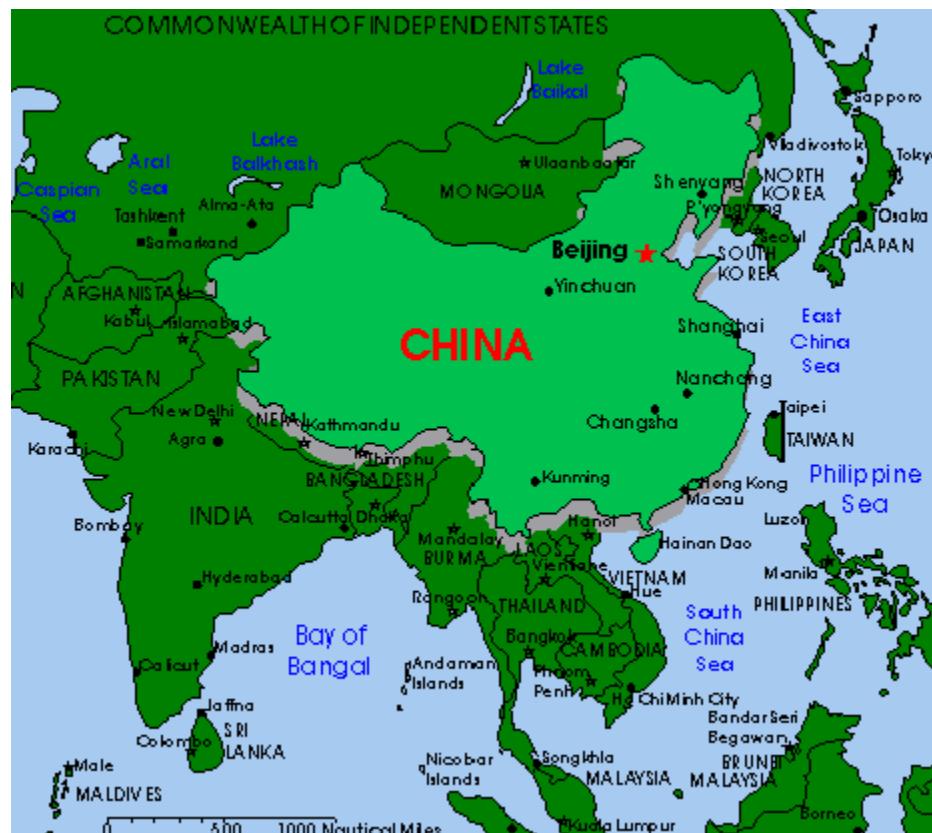 COMMONWEALTH OF INDEPENDENT STATES
Lake
Baikal
Sapporo
Aral
Sea
Lake
Balkhash
Ulaanbaatar
Vladivostok
Tokyo
Caspian
Sea
MONGOLIA
Shenyang
NORTH
KOREA
Tashkent
Alma-Ata
P'yongyang
Osaka
Samarkand
Beijing
Seoul
SOUTH
KOREA
JAPAN
N
AFGHANISTAN
Yinchuan
Kabul
Islamabad
East
China
Sea
CHINA
Shanghai
PAKISTAN
Nanchang
New Delhi
NEPAL
Kathmandu
Changsha
Taipei
Karachi
Agra
TAIWAN
Thimphu
BANGLADESH
Kunming
Hong Kong
Macau
Philippine
Sea
Bombay
INDIA
Calcutta
Dhaka
Hanoi
Luzon
Mandalay
BURMA
LAOS
Hainan Dao
Vientiane
Hyderabad
VIETNAM
Hue
Manila
Rangoon
THAILAND
PHILIPPINES
Bay of
Bangal
South
China
Sea
Madras
Bangkok
CAMBODIA
Calicut
Andaman
Islands
Phnom
Penh
Ho Chi Minh City
Jaffna
Bandar Seri
Begawan
Colombo
SRI
LANKA
BRUNEI
Male
MALDIVES
Nicobar
Islands
Songkhla
MALAYSIA
MALAYSIA
Borneo
0 500 1000 Nautical Miles
Kuala Lumpur